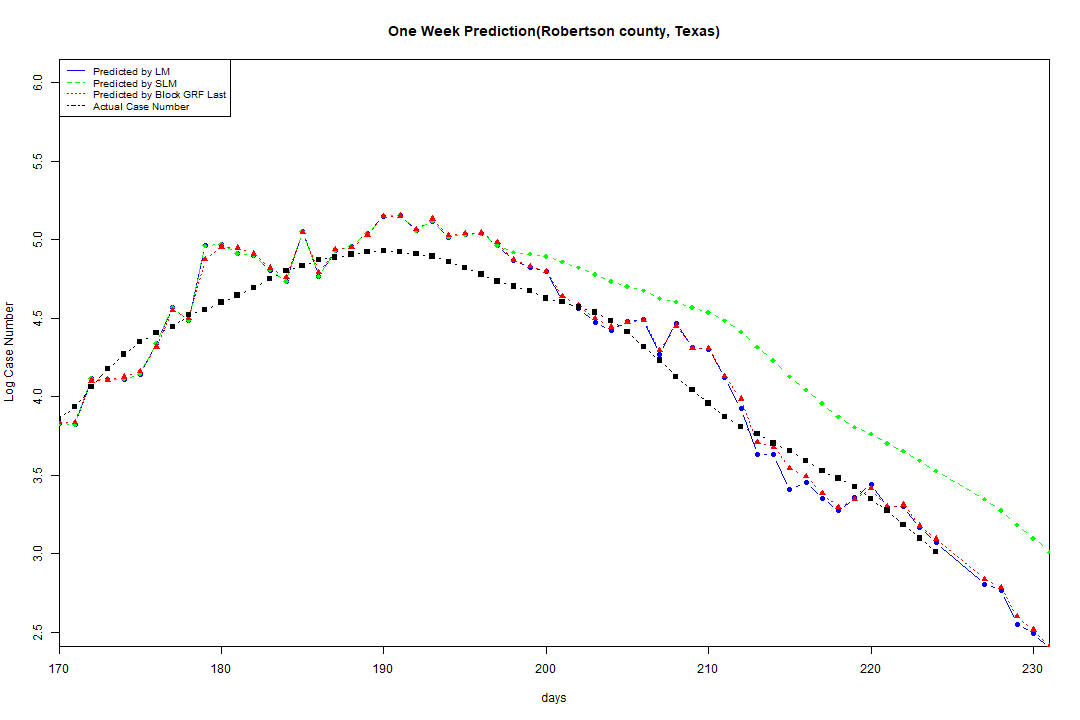 One Week Prediction(Robertson county, Texas)
Predicted by LM
Predicted by SLM
Predicted by Block GRF Last
Actual Case Number
Log Case Number
6.0
5.5
5.0
4.5
4.0
3.5
3.0
2.5
170 180 190 200 210 220 230
days